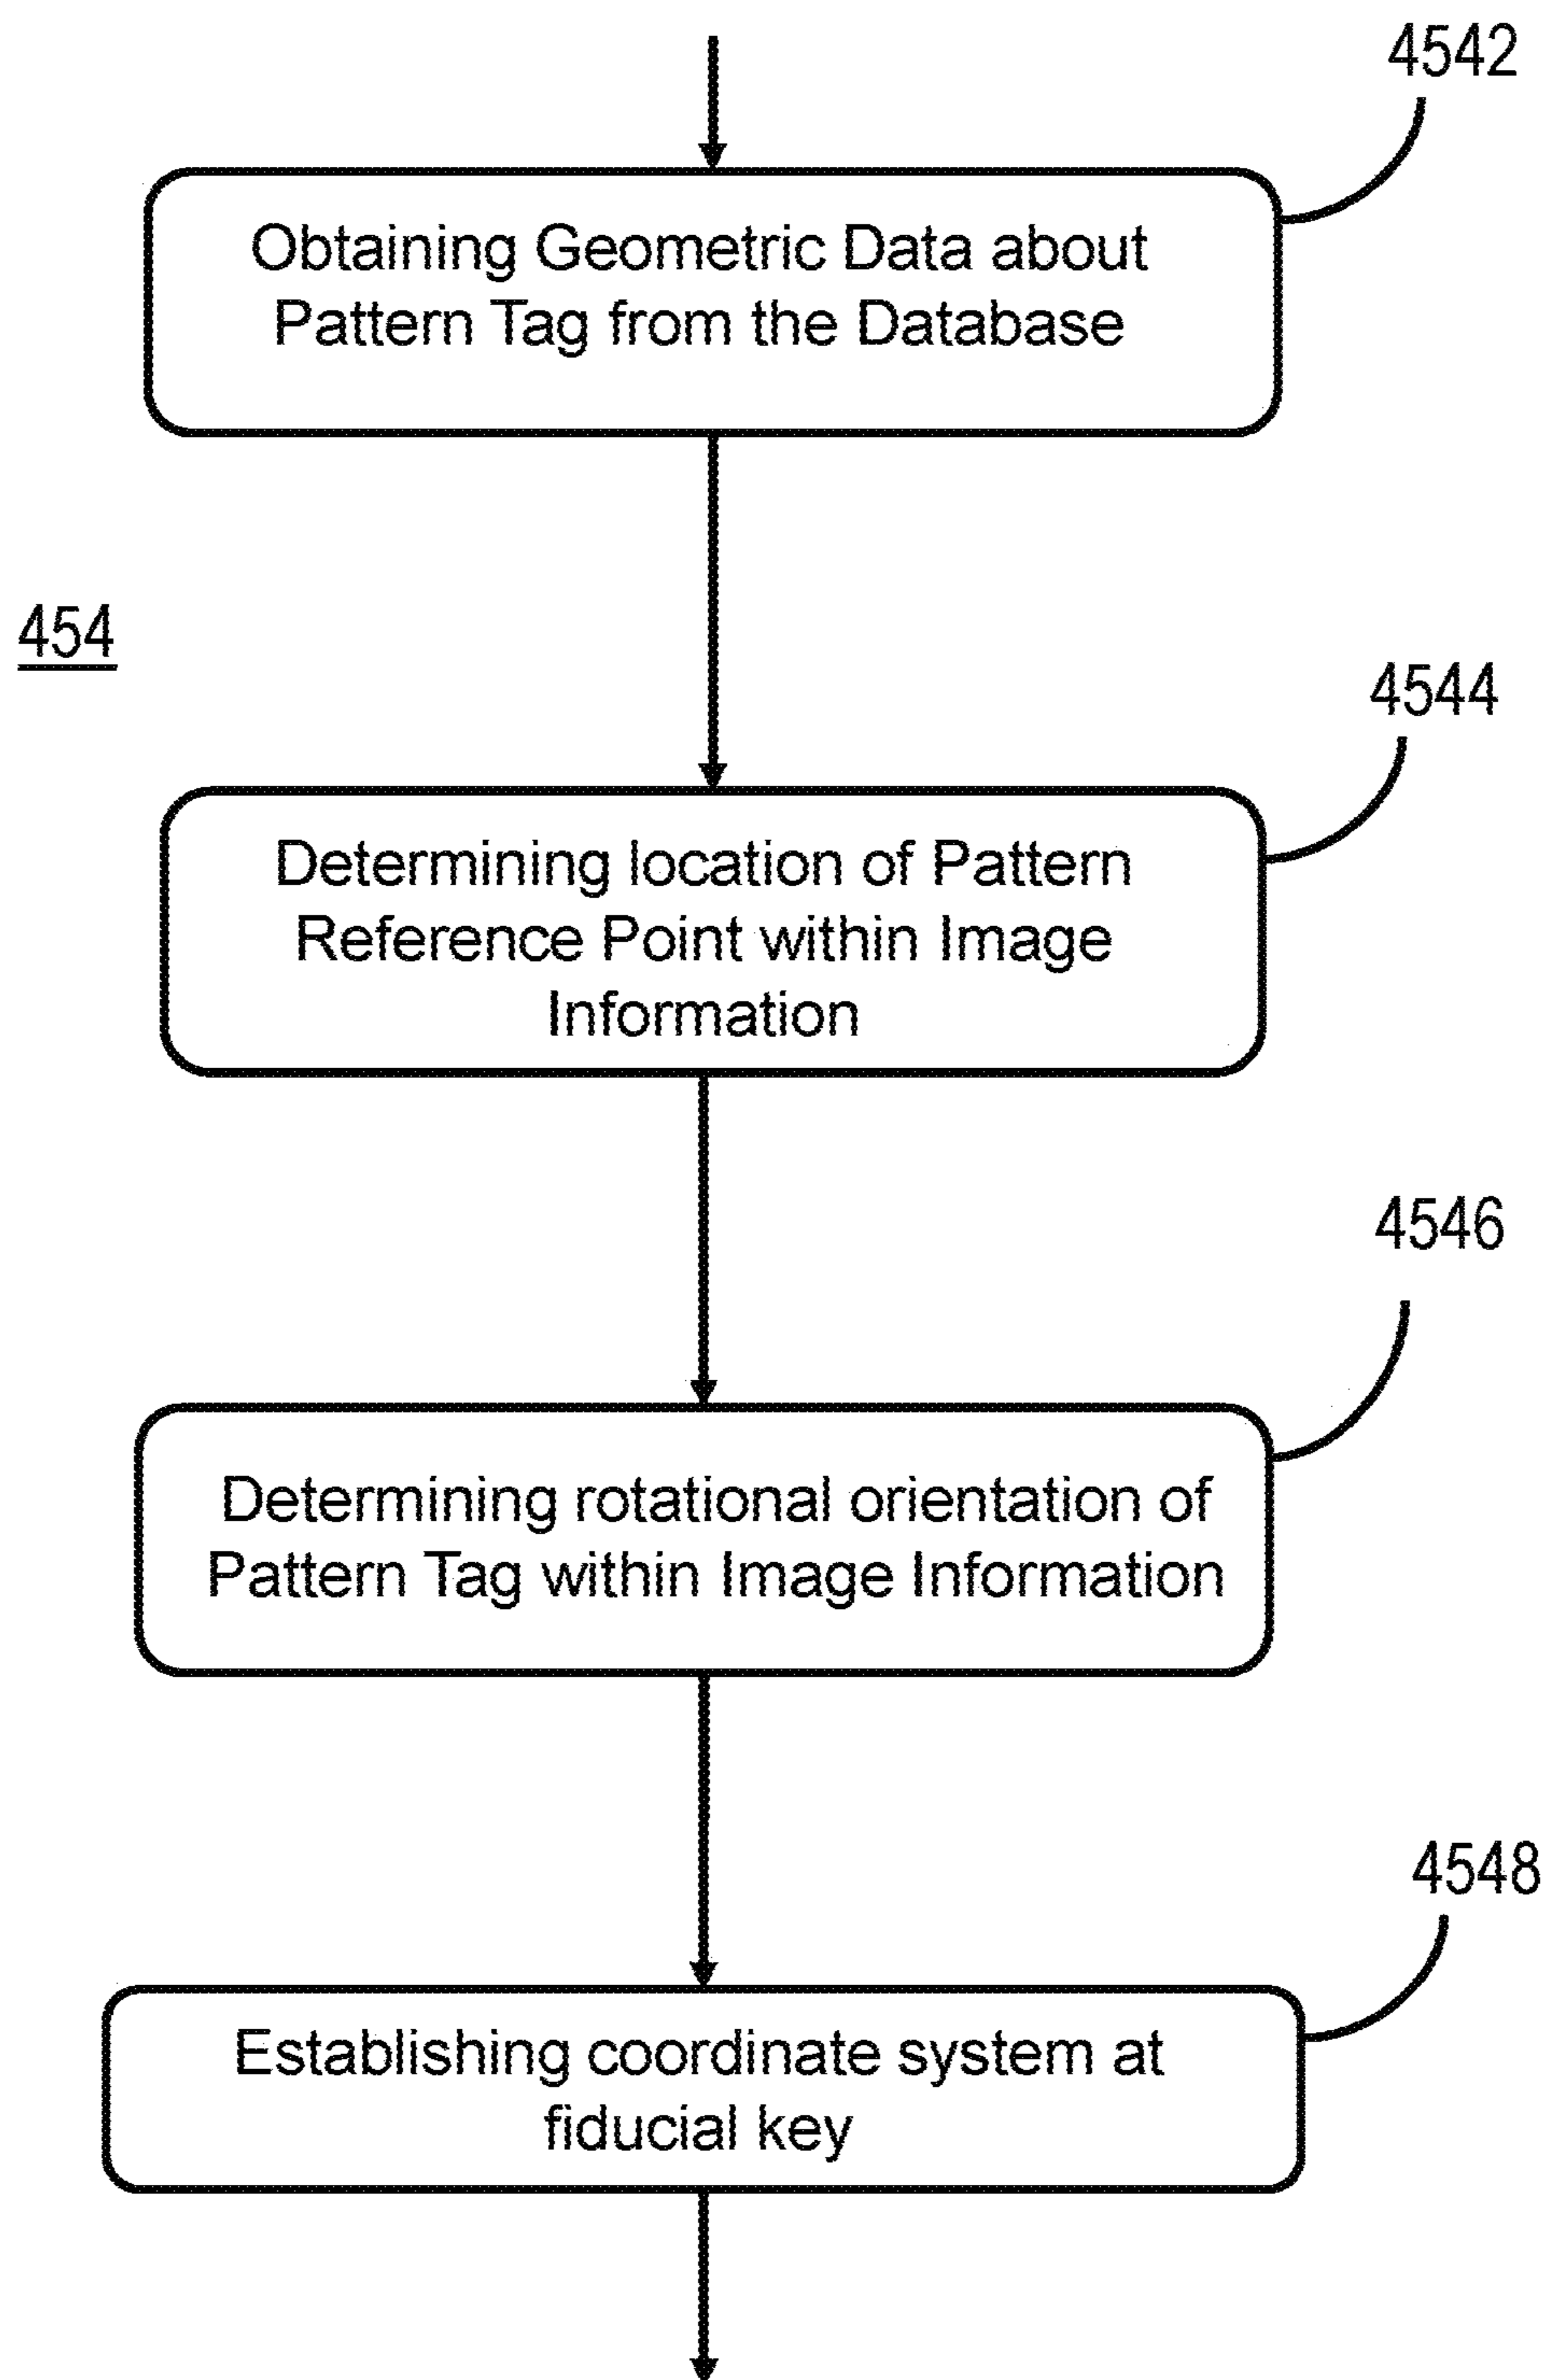 4542
Obtaining Geometric Data about
Pattern Tag from the Database
454
4544
Determining location of Pattern
Reference Point within Image
Information
4546
Determining rotational orientation of
Pattern Tag within Image Information
4548
Establishing coordinate system at
fiducial key